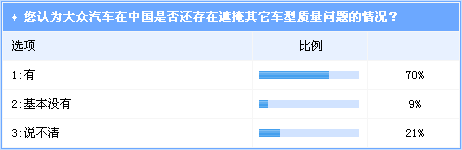 您认为大众汽车在中国是否还存在遮掩其它车型质量问题的情况？
选项 比例
1:有 70%
2:基本没有 9%
3:说不清 21%